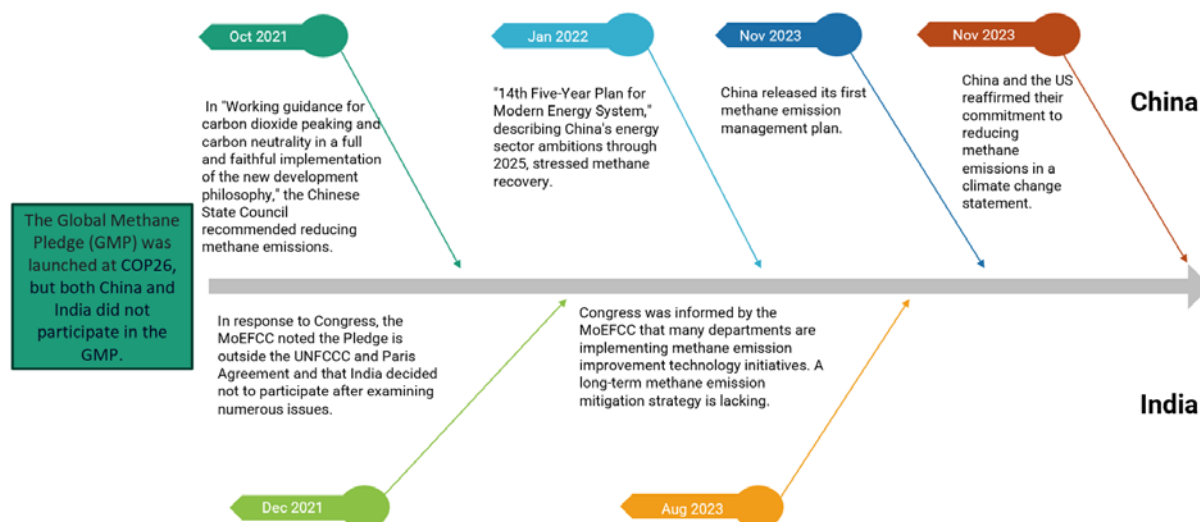 Oct 2021
Jan 2022
Nov 2023
Nov 2023
In "Working guidance for
carbon dioxide peaking and
carbon neutrality in a full
and faithful implementation
of the new development
philosophy," the Chinese
State Council
recommended reducing
methane emissions.
"14th Five-Year Plan for
Modern Energy System,"
describing China's energy
sector ambitions through
2025, stressed methane
recovery.
China released its first
methane emission
management plan.
China and the US
reaffirmed their
commitment to
reducing
methane
emissions in a
climate change
statement.
China
The Global Methane
Pledge (GMP) was
launched at COP26,
but both China and
India did not
participate in the
GMP.
In response to Congress, the
MoEFCC noted the Pledge is
outside the UNFCCC and Paris
Agreement and that India decided
not to participate after examining
numerous issues.
Congress was informed by the
MoEFCC that many departments are
implementing methane emission
improvement technology initiatives. A
long-term methane emission
mitigation strategy is lacking.
India
Dec 2021
Aug 2023